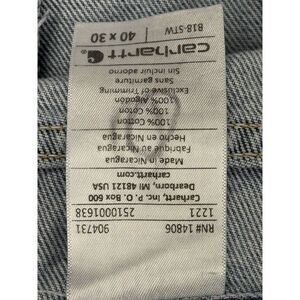 B18-STW
40 x 30
carhartt
Sin incluir adorno
Sans garniture
Exclusive of Trimming
100% Algodón
100% Coton
100% Cotton
Hecho en Nicaragua
Fabriqué au Nicaragua
Made in Nicaragua
carhartt.com
Dearborn, MI 48121 USA
Carhartt, Inc. P. O. Box 600
1221 2510001638
RN# 14806 904731